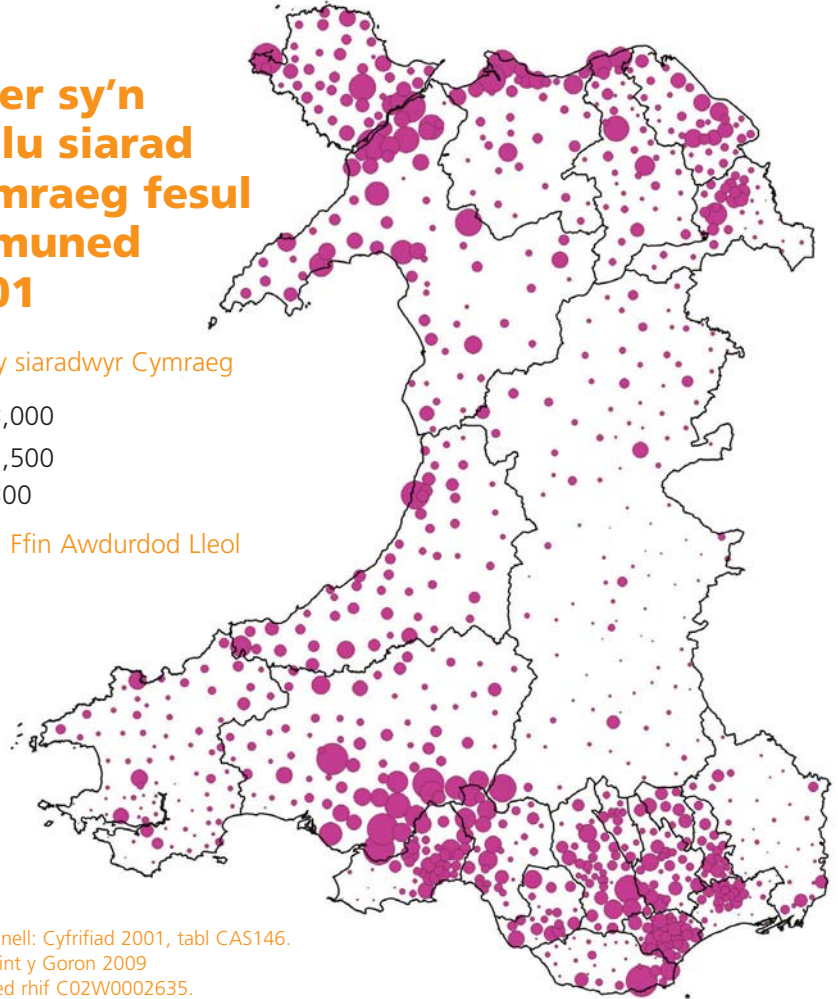 er sy’n
lu siarad
mraeg fesul
muned
01
y siaradwyr Cymraeg
,000
,500
00
Ffin Awdurdod Lleol
nell: Cyfrifiad 2001, tabl CAS146.
int y Goron 2009
ed rhif C02W0002635.